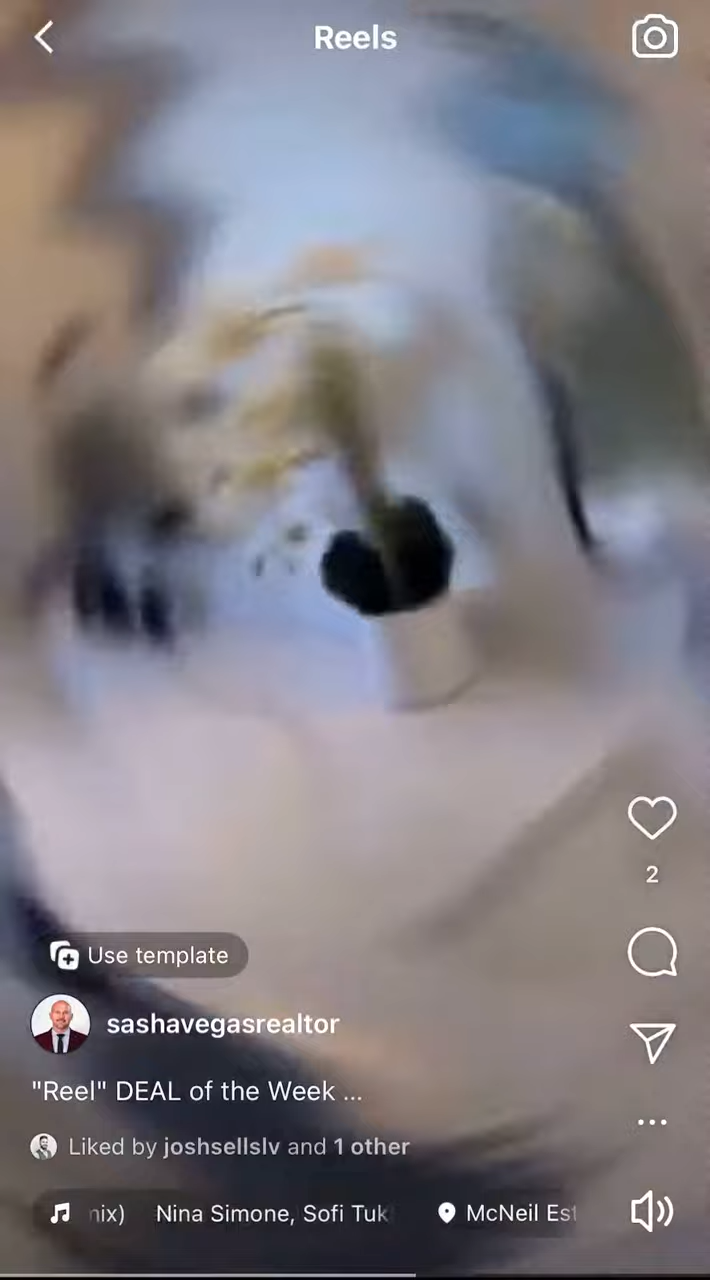 Reels
2
Use template
sashavegasrealtor
"Reel" DEAL of the Week ...
Liked by joshsellslv and 1 other
nix) Nina Simone, Sofi Tuk
McNeil Est